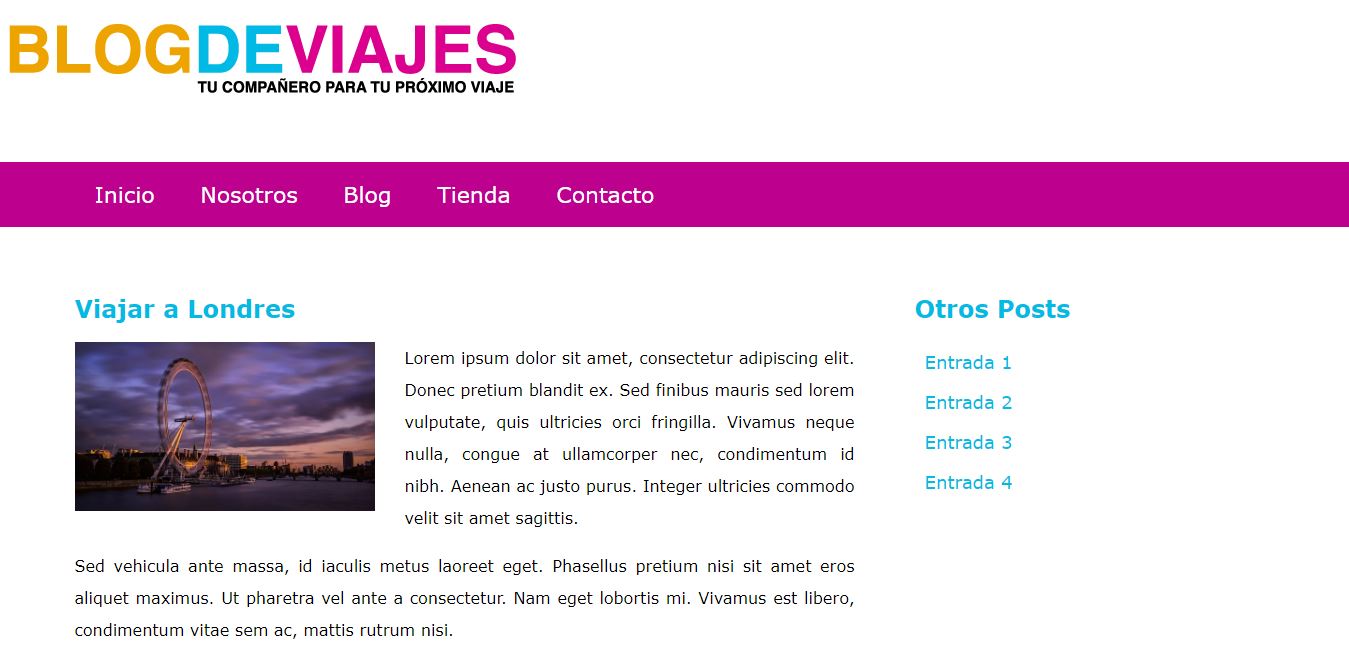 BLOGDEVIAJES
TU COMPAÑERO PARA TU PRÓXIMO VIAJE
Inicio Nosotros Blog Tienda Contacto
Viajar a Londres
Lorem ipsum dolor sit amet, consectetur adipiscing elit.
Donec pretium blandit ex. Sed finibus mauris sed lorem
vulputate, quis ultricies orci fringilla. Vivamus neque
nulla, congue at ullamcorper nec, condimentum id
nibh. Aenean ac justo purus. Integer ultricies commodo
velit sit amet sagittis.
Sed vehicula ante massa, id iaculis metus laoreet eget. Phasellus pretium nisi sit amet eros
aliquet maximus. Ut pharetra vel ante a consectetur. Nam eget lobortis mi. Vivamus est libero,
condimentum vitae sem ac, mattis rutrum nisi.
Otros Posts
Entrada 1
Entrada 2
Entrada 3
Entrada 4